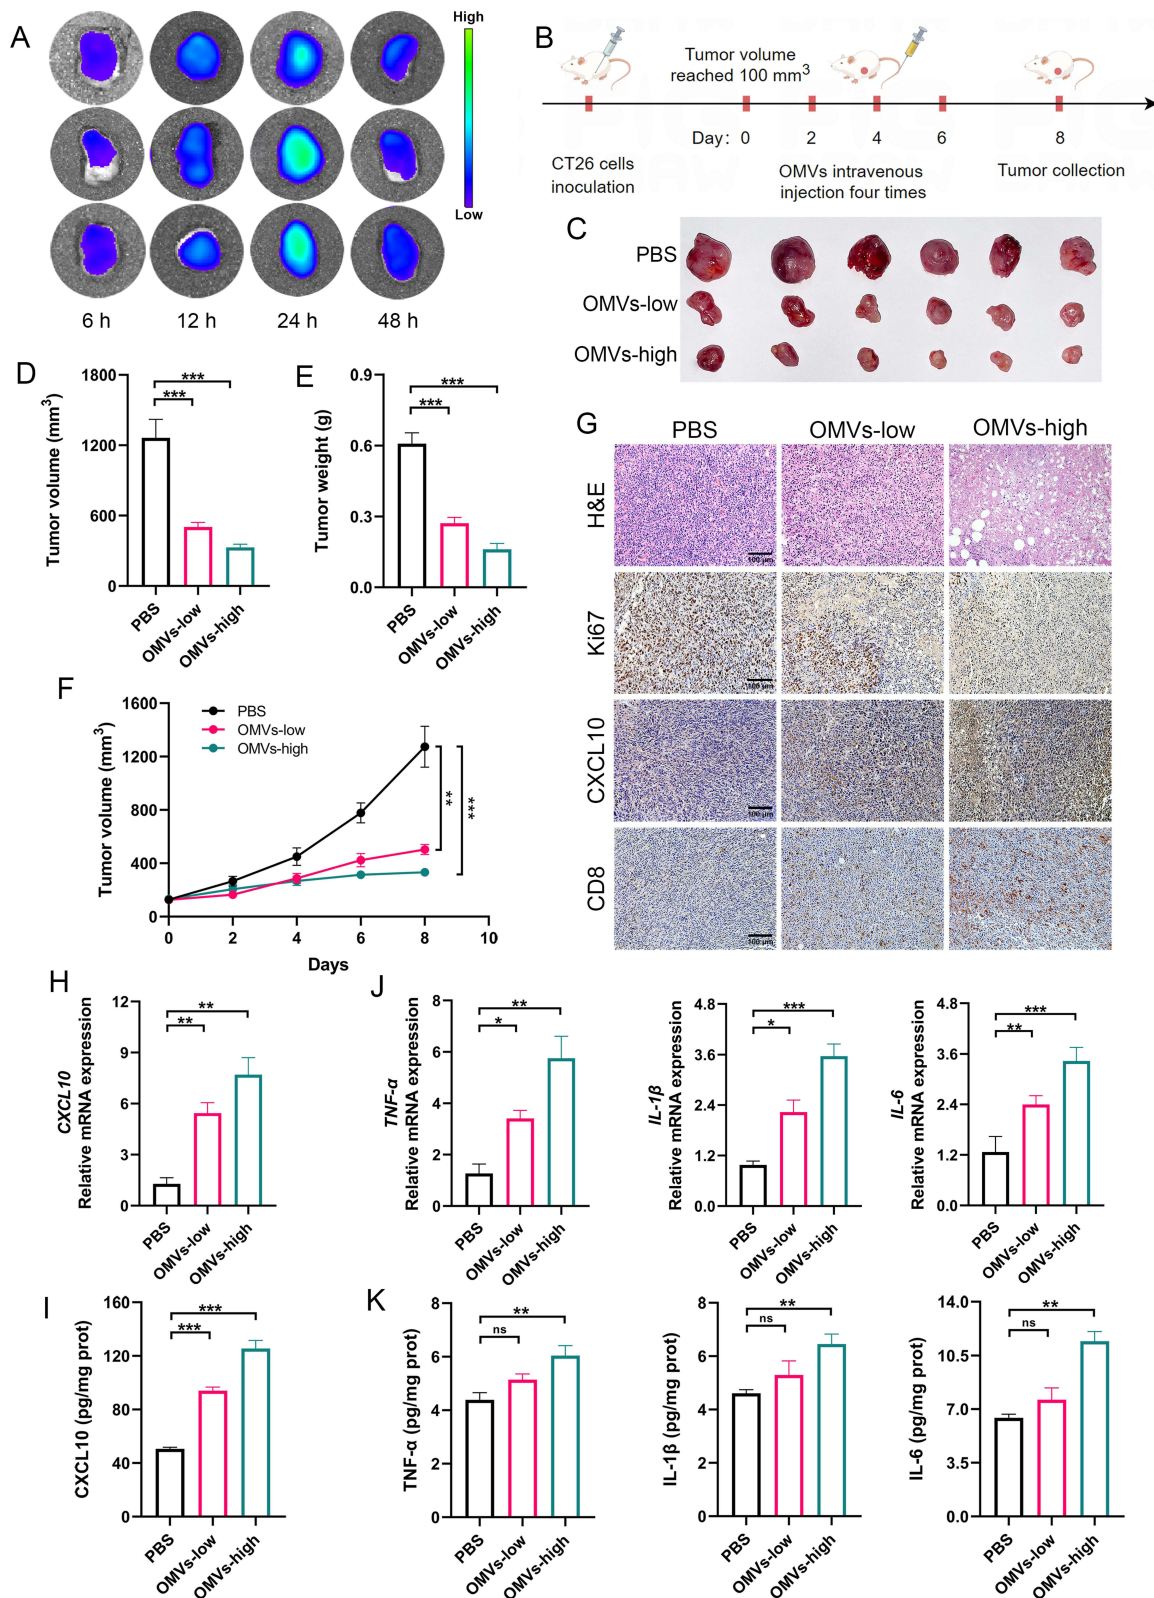 A
High
Low
6 h
12 h
24 h
48 h
B
Tumor volume
reached 100 mm3
Day:
0
2
4
6
8
CT26 cells
inoculation
OMVs intravenous
injection four times
Tumor collection
C
PBS
OMVs-low
OMVs-high
D
Tumor volume (mm3)
1800
1200
600
0
***
***
PBS
OMVs-low
OMVs-high
E
Tumor weight (g)
0.9
0.6
0.3
0.0
***
***
PBS
OMVs-low
OMVs-high
F
Tumor volume (mm3)
1600
1200
800
400
0
PBS
OMVs-low
OMVs-high
**
***
0
2
4
6
8
10
Days
G
PBS
OMVs-low
OMVs-high
H&E
100 μm
Ki67
100 μm
CXCL10
100 μm
CD8
100 μm
H
CXCL10
Relative mRNA expression
12
9
6
3
0
**
**
PBS
OMVs-low
OMVs-high
J
TNF-α
Relative mRNA expression
8
6
4
2
0
**
*
PBS
OMVs-low
OMVs-high
IL-1β
Relative mRNA expression
4.8
3.6
2.4
1.2
0.0
***
*
PBS
OMVs-low
OMVs-high
IL-6
Relative mRNA expression
4.8
3.6
2.4
1.2
0.0
***
**
PBS
OMVs-low
OMVs-high
I
CXCL10 (pg/mg prot)
160
120
80
40
0
***
***
PBS
OMVs-low
OMVs-high
K
TNF-α (pg/mg prot)
8
6
4
2
0
**
ns
PBS
OMVs-low
OMVs-high
IL-1β (pg/mg prot)
8
6
4
2
0
**
ns
PBS
OMVs-low
OMVs-high
IL-6 (pg/mg prot)
14.0
10.5
7.0
3.5
0.0
**
ns
PBS
OMVs-low
OMVs-high